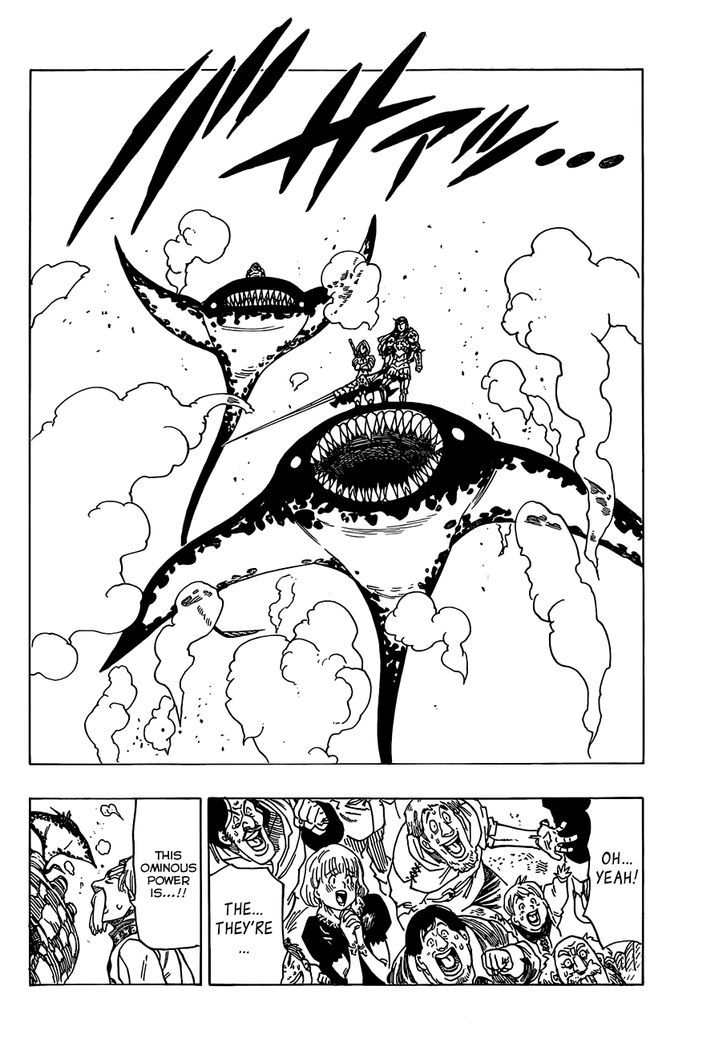 バサァッ...
OH...
YEAH!
THE...
THEY'RE
...
THIS
OMINOUS
POWER
IS...!!